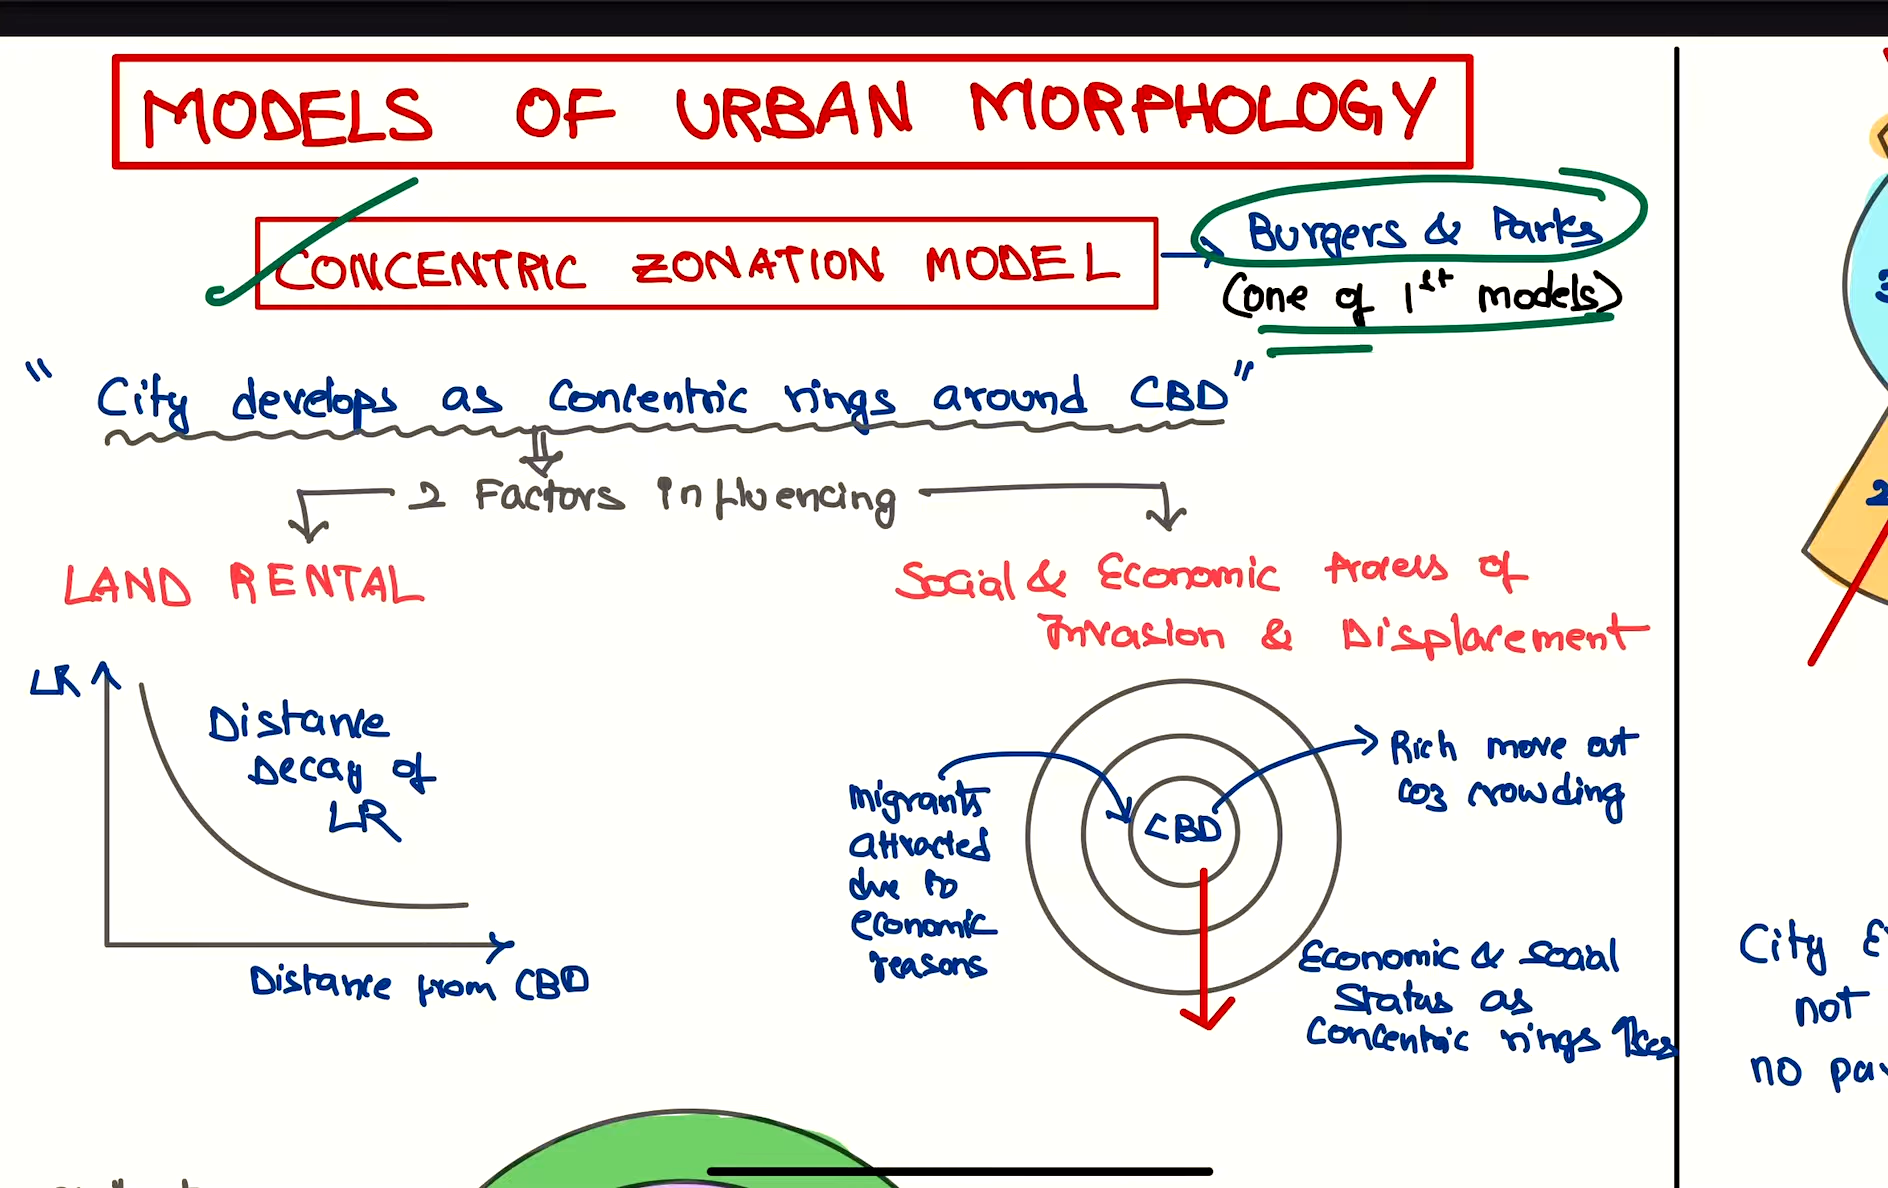 MODELS OF URBAN MORPHOLOGY
CONCENTRIC ZONATION MODEL
Burgers & Parks
(one of 1st models)
" City develops as Concentric rings around CBD "
2 Factors Influencing
LAND RENTAL
Social & Economic Process of
Invasion & Displacement
LR
Distance
Decay of
LR
Distance from CBD
migrants
attracted
due to
economic
reasons
CBD
Rich move out
coz crowding
Economic & Social
Status as
Concentric rings ↑ses
3
2
City
not
no